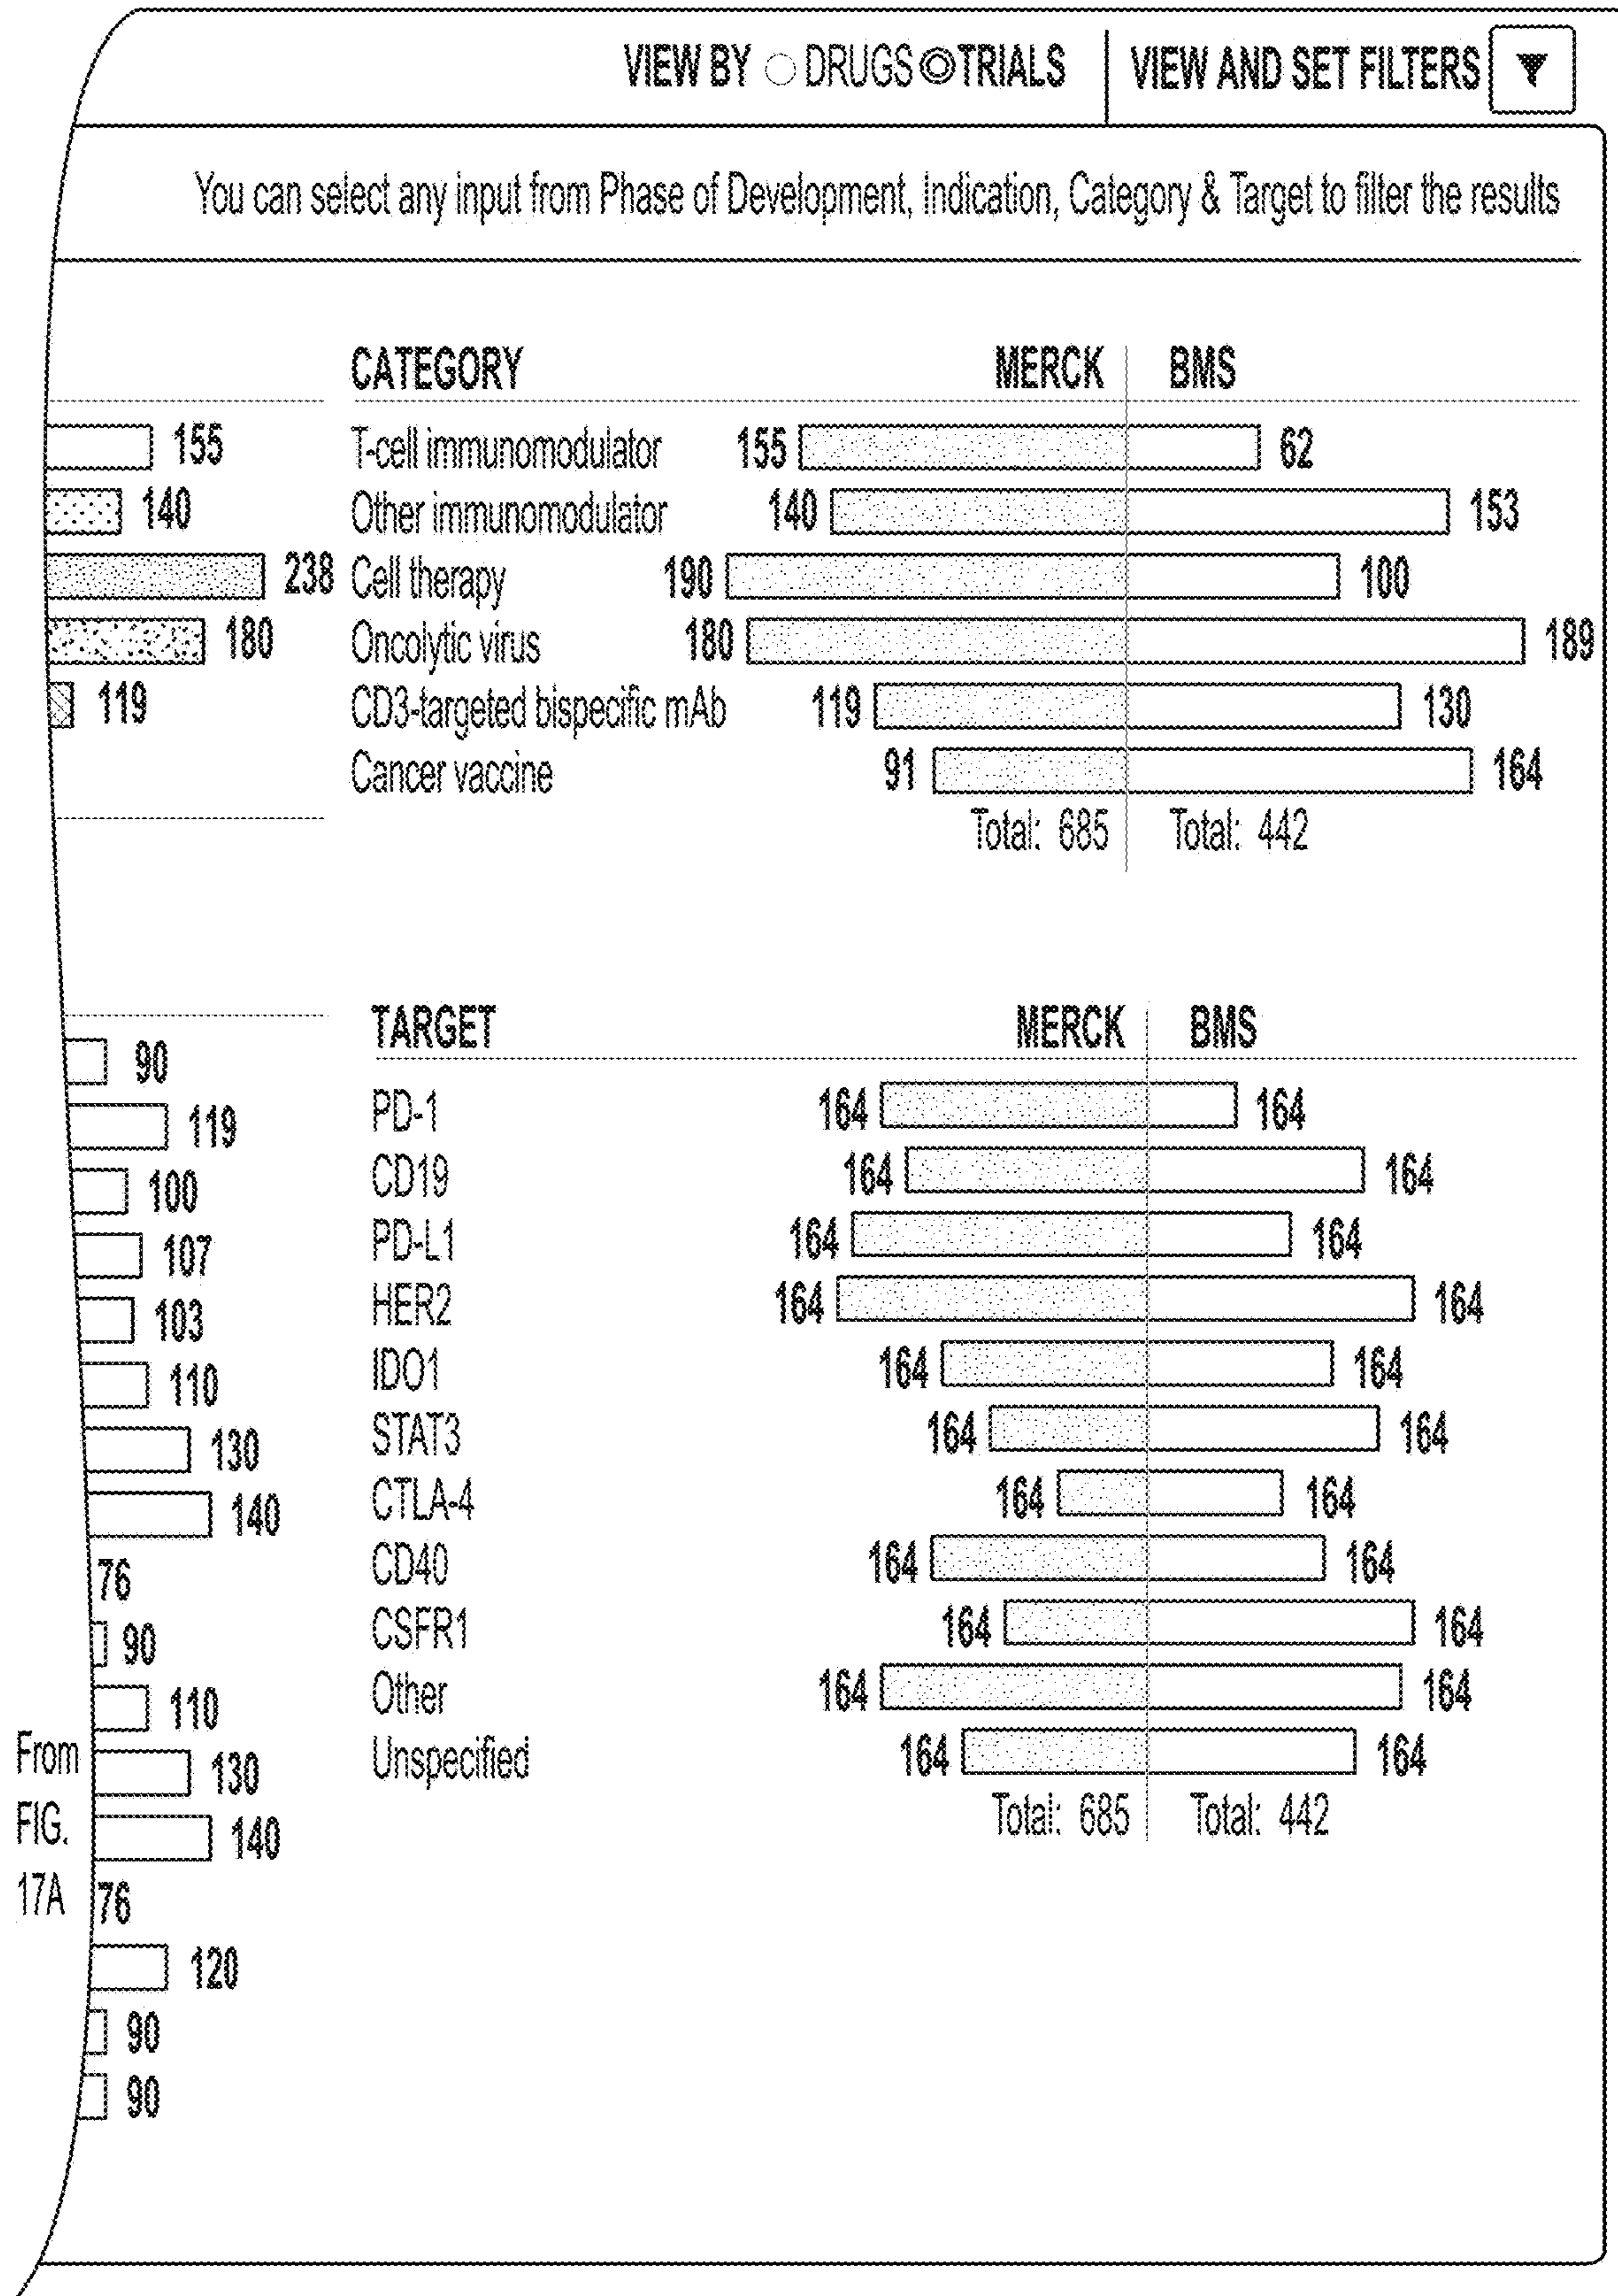 VIEW BY DRUGS TRIALS VIEW AND SET FILTERS
You can select any input from Phase of Development, Indication, Category & Target to filter the results
CATEGORY MERCK BMS
155 T-cell immunomodulator 155 62
140 Other immunomodulator 140 153
238 Cell therapy 190 100
180 Oncolytic virus 180 189
119 CD3-targeted bispecific mAb 119 130
Cancer vaccine 91 164
Total: 685 Total: 442
TARGET MERCK BMS
90
PD-1 164 164
119
CD19 164 164
100
PD-L1 164 164
107
HER2 164 164
103
IDO1 164 164
110
STAT3 164 164
130
CTLA-4 164 164
140
CD40 164 164
76
CSFR1 164 164
90
Other 164 164
110
Unspecified 164 164
130
Total: 685 Total: 442
140
76
120
90
90
From
FIG.
17A